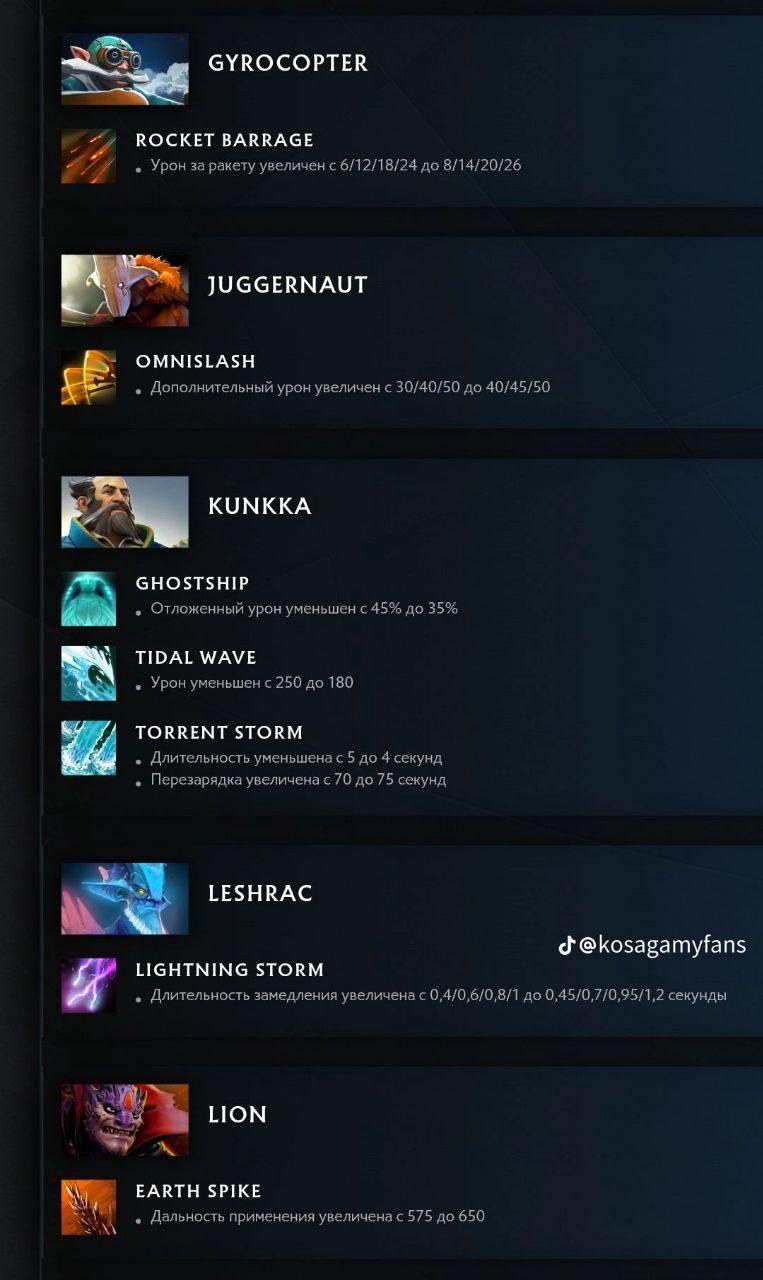 GYROCOPTER
ROCKET BARRAGE
• Урон за ракету увеличен с 6/12/18/24 до 8/14/20/26
JUGGERNAUT
OMNISLASH
• Дополнительный урон увеличен с 30/40/50 до 40/45/50
KUNKKA
GHOSTSHIP
• Отложенный урон уменьшен с 45% до 35%
TIDAL WAVE
• Урон уменьшен с 250 до 180
TORRENT STORM
• Длительность уменьшена с 5 до 4 секунд
• Перезарядка увеличена с 70 до 75 секунд
LESHRAC
@kosagamyfans
LIGHTNING STORM
• Длительность замедления увеличена с 0,4/0,6/0,8/1 до 0,45/0,7/0,95/1,2 секунды
LION
EARTH SPIKE
• Дальность применения увеличена с 575 до 650